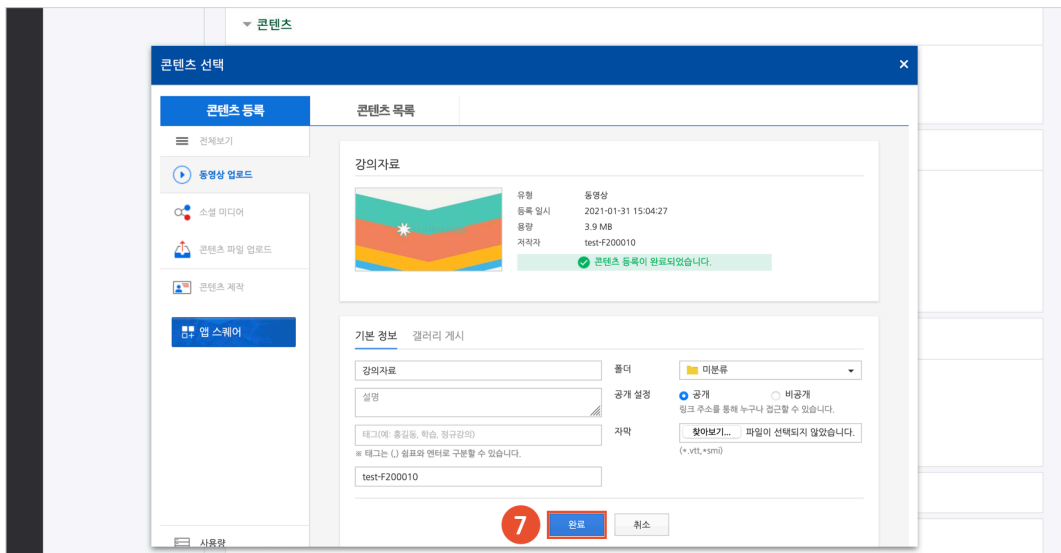 콘텐츠
콘텐츠 선택
콘텐츠 등록 콘텐츠 목록
전체보기
동영상 업로드
소셜 미디어
콘텐츠 파일 업로드
콘텐츠 제작
앱 스퀘어
사용량
강의자료
유형 동영상
등록 일시 2021-01-31 15:04:27
용량 3.9 MB
저작자 test-F200010
콘텐츠 등록이 완료되었습니다.
기본 정보 갤러리 게시
강의자료
설명
태그(예: 홍길동, 학습, 정규강의)
※ 태그는 (,) 쉼표와 엔터로 구분할 수 있습니다.
test-F200010
폴더 미분류
공개 설정 공개 비공개
링크 주소를 통해 누구나 접근할 수 있습니다.
자막 찾아보기... 파일이 선택되지 않았습니다.
(*.vtt,*smi)
7 완료 취소